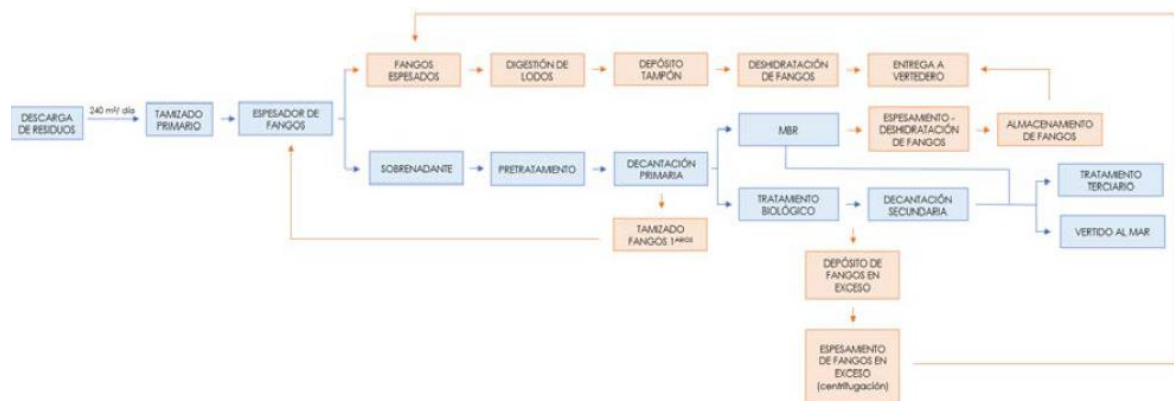 FANGOS
ESPESADOS
DIGESTIÓN DE
LODOS
DEPÓSITO
TAMPÓN
DESHIDRATACIÓN
DE FANGOS
ENTREGA A
VERTEDERO
DESCARGA
DE RESIDUOS
240 m³/ día
TAMIZADO
PRIMARIO
ESPESADOR DE
FANGOS
MBR
ESPESAMIENTO -
DESHIDRATACIÓN
DE FANGOS
ALMACENAMIENTO
DE FANGOS
SOBRENADANTE
PRETRATAMIENTO
DECANTACIÓN
PRIMARIA
TRATAMIENTO
TERCIARIO
TRATAMIENTO
BIOLÓGICO
DECANTACIÓN
SECUNDARIA
VERTIDO AL MAR
TAMIZADO
FANGOS 1ARIOS
DEPÓSITO DE
FANGOS EN
EXCESO
ESPESAMIENTO
DE FANGOS EN
EXCESO
(centrifugación)